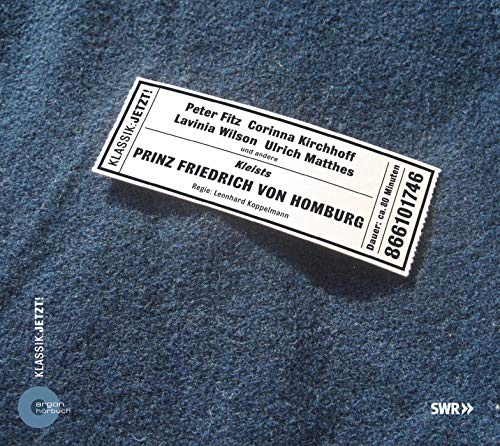 KLASSIK:JETZT!
Peter Fitz Corinna Kirchhoff
Lavinia Wilson Ulrich Matthes
und andere
Kleists
PRINZ FRIEDRICH VON HOMBURG
Regie: Leonhard Koppelmann
Dauer: ca. 80 Minuten
866101746
KLASSIK:JETZT!
argon
hörbuch
SWR